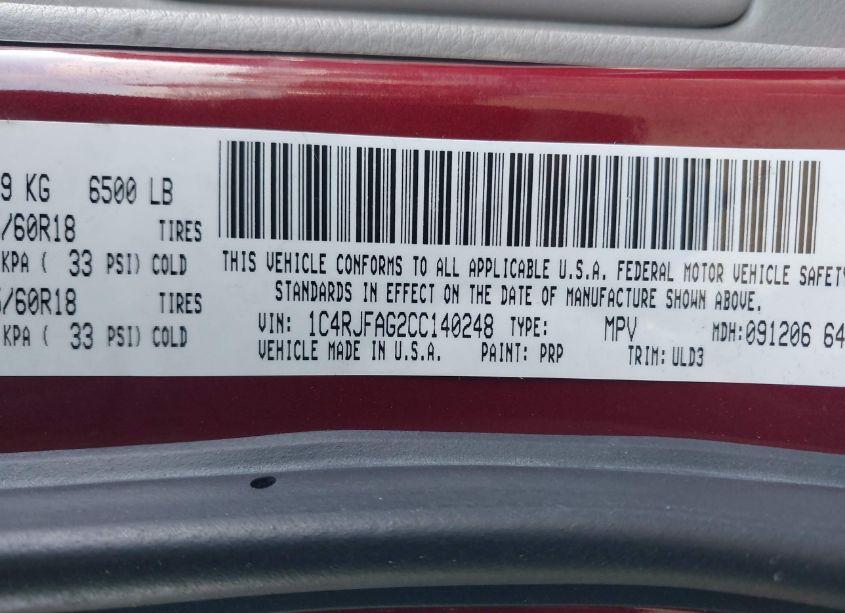 9 KG 6500 LB
/60R18 TIRES
KPA ( 33 PSI) COLD
/60R18 TIRES
KPA ( 33 PSI) COLD
THIS VEHICLE CONFORMS TO ALL APPLICABLE U.S.A. FEDERAL MOTOR VEHICLE SAFETY
STANDARDS IN EFFECT ON THE DATE OF MANUFACTURE SHOWN ABOVE.
VIN: 1C4RJFAG2CC140248 TYPE: MPV MDH:091206 64
VEHICLE MADE IN U.S.A. PAINT: PRP TRIM: ULD3